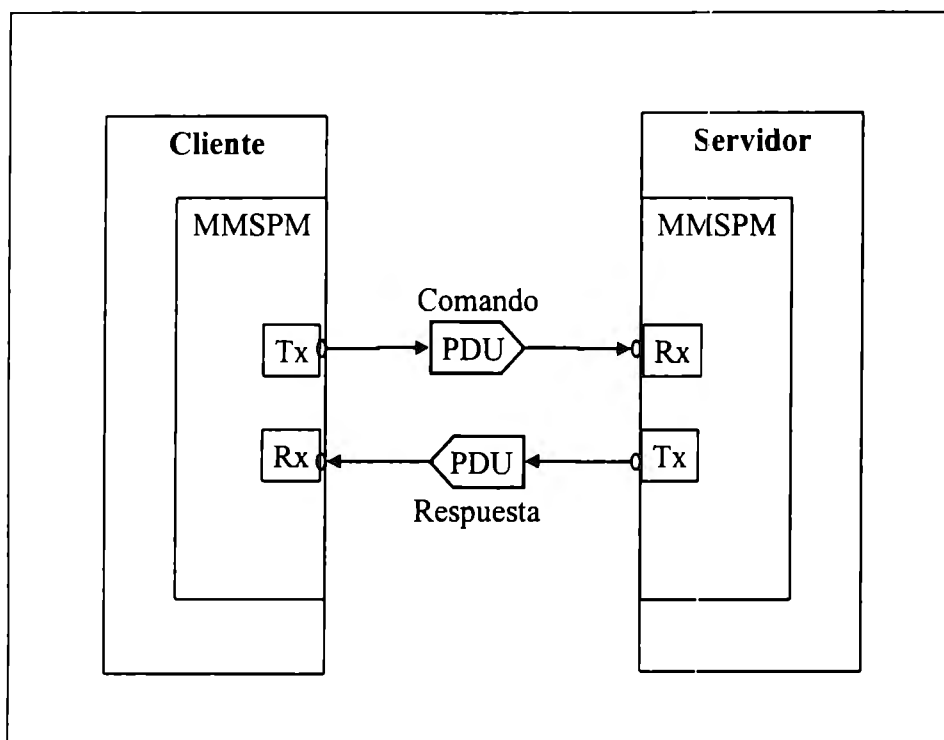 Cliente
Servidor
MMSPM
MMSPM
Comando
Tx
PDU
Rx
Rx
PDU
Tx
Respuesta